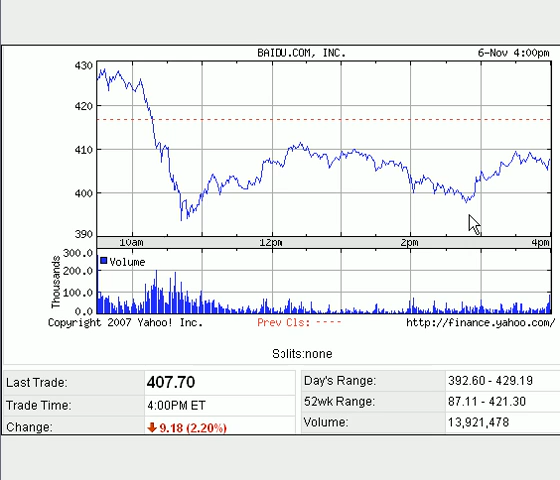 BAIDU.COM, INC. 6-Nov 4:00pm
430
420
410
400
390
10am 12pm 2pm 4pm
300.0
200.0
100.0
0.0
Thousands
Volume
Copyright 2007 Yahoo! Inc. Prev Cls: ---- http://finance.yahoo.com/
Splits:none
Last Trade: 407.70
Trade Time: 4:00PM ET
Change: 9.18 (2.20%)
Day's Range: 392.60 - 429.19
52wk Range: 87.11 - 421.30
Volume: 13,921,478